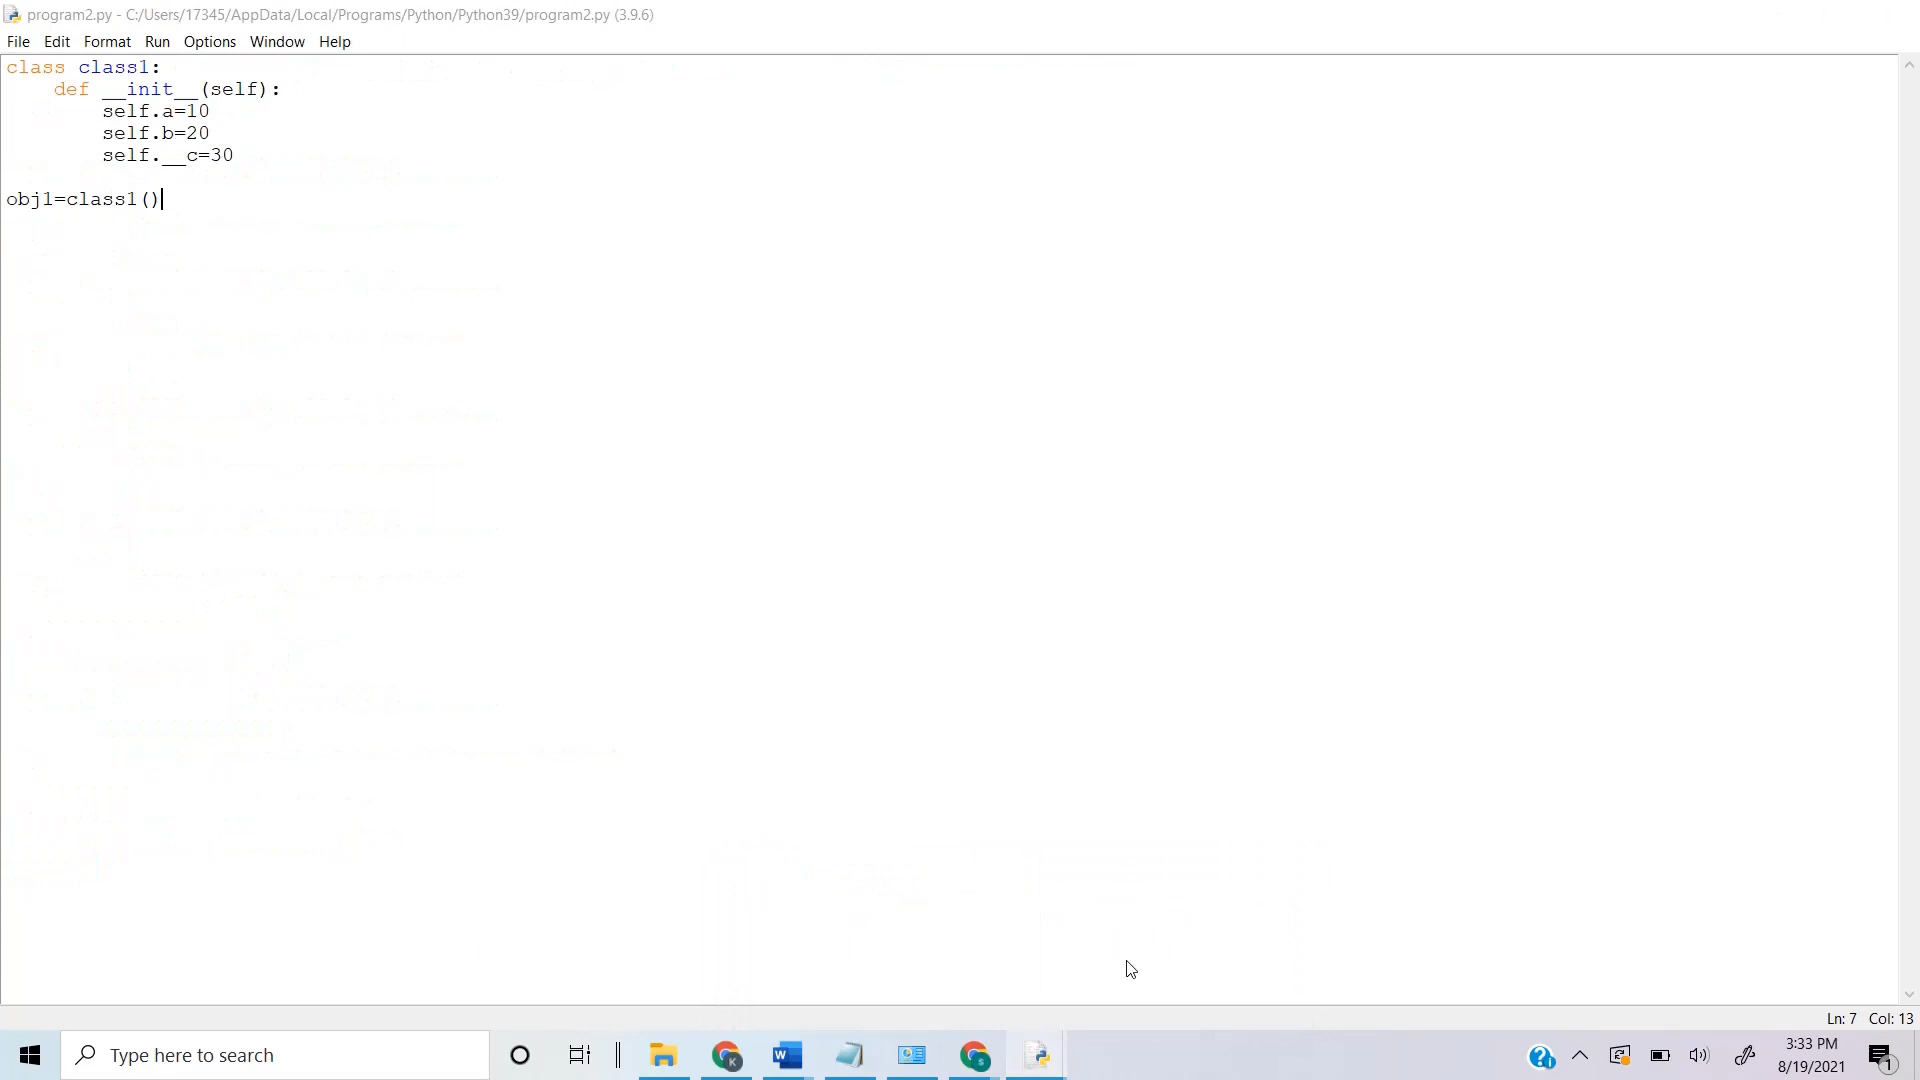 program2.py - C:/Users/17345/AppData/Local/Programs/Python/Python39/program2.py (3.9.6)
File Edit Format Run Options Window Help
class class1:
    def __init__(self):
        self.a=10
        self.b=20
        self.__c=30
obj1=class1()
Ln: 7 Col: 13
Type here to search
3:33 PM
8/19/2021
1